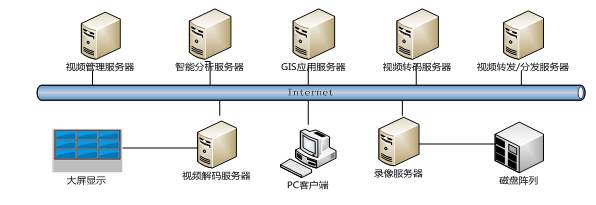 视频管理服务器
智能分析服务器
GIS应用服务器
视频转码服务器
视频转发/分发服务器
Internet
大屏显示
视频解码服务器
PC客户端
录像服务器
磁盘阵列